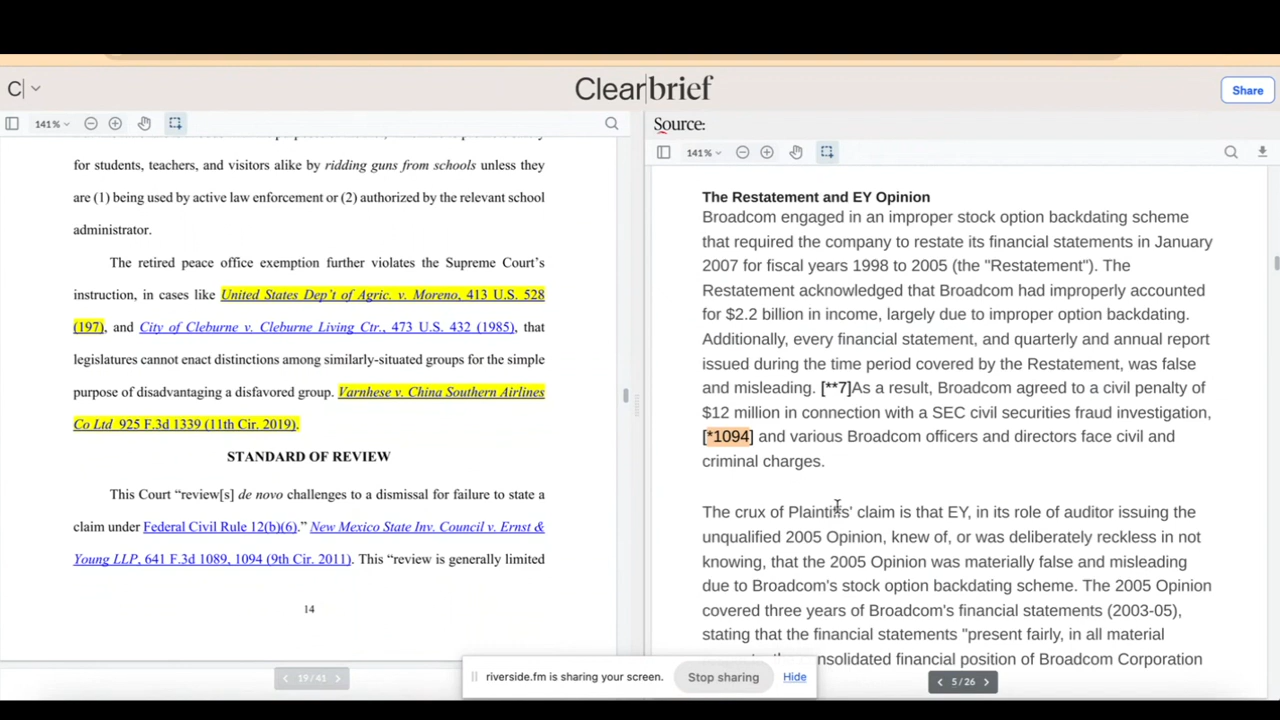 C
Clearbrief
Share
141%
for students, teachers, and visitors alike by ridding guns from schools unless they
are (1) being used by active law enforcement or (2) authorized by the relevant school
administrator.
The retired peace office exemption further violates the Supreme Court's
instruction, in cases like United States Dep't of Agric. v. Moreno, 413 U.S. 528
(197), and City of Cleburne v. Cleburne Living Ctr., 473 U.S. 432 (1985), that
legislatures cannot enact distinctions among similarly-situated groups for the simple
purpose of disadvantaging a disfavored group. Varnhese v. China Southern Airlines
Co Ltd 925 F.3d 1339 (11th Cir. 2019).
STANDARD OF REVIEW
This Court “review[s] de novo challenges to a dismissal for failure to state a
claim under Federal Civil Rule 12(b)(6).” New Mexico State Inv. Council v. Ernst &
Young LLP, 641 F.3d 1089, 1094 (9th Cir. 2011). This “review is generally limited
14
19 / 41
Source:
141%
The Restatement and EY Opinion
Broadcom engaged in an improper stock option backdating scheme
that required the company to restate its financial statements in January
2007 for fiscal years 1998 to 2005 (the "Restatement"). The
Restatement acknowledged that Broadcom had improperly accounted
for $2.2 billion in income, largely due to improper option backdating.
Additionally, every financial statement, and quarterly and annual report
issued during the time period covered by the Restatement, was false
and misleading. [**7]As a result, Broadcom agreed to a civil penalty of
$12 million in connection with a SEC civil securities fraud investigation,
[*1094] and various Broadcom officers and directors face civil and
criminal charges.
The crux of Plaintiffs' claim is that EY, in its role of auditor issuing the
unqualified 2005 Opinion, knew of, or was deliberately reckless in not
knowing, that the 2005 Opinion was materially false and misleading
due to Broadcom's stock option backdating scheme. The 2005 Opinion
covered three years of Broadcom's financial statements (2003-05),
stating that the financial statements "present fairly, in all material
financial position of Broadcom Corporation
5 / 26
riverside.fm is sharing your screen.
Stop sharing
Hide